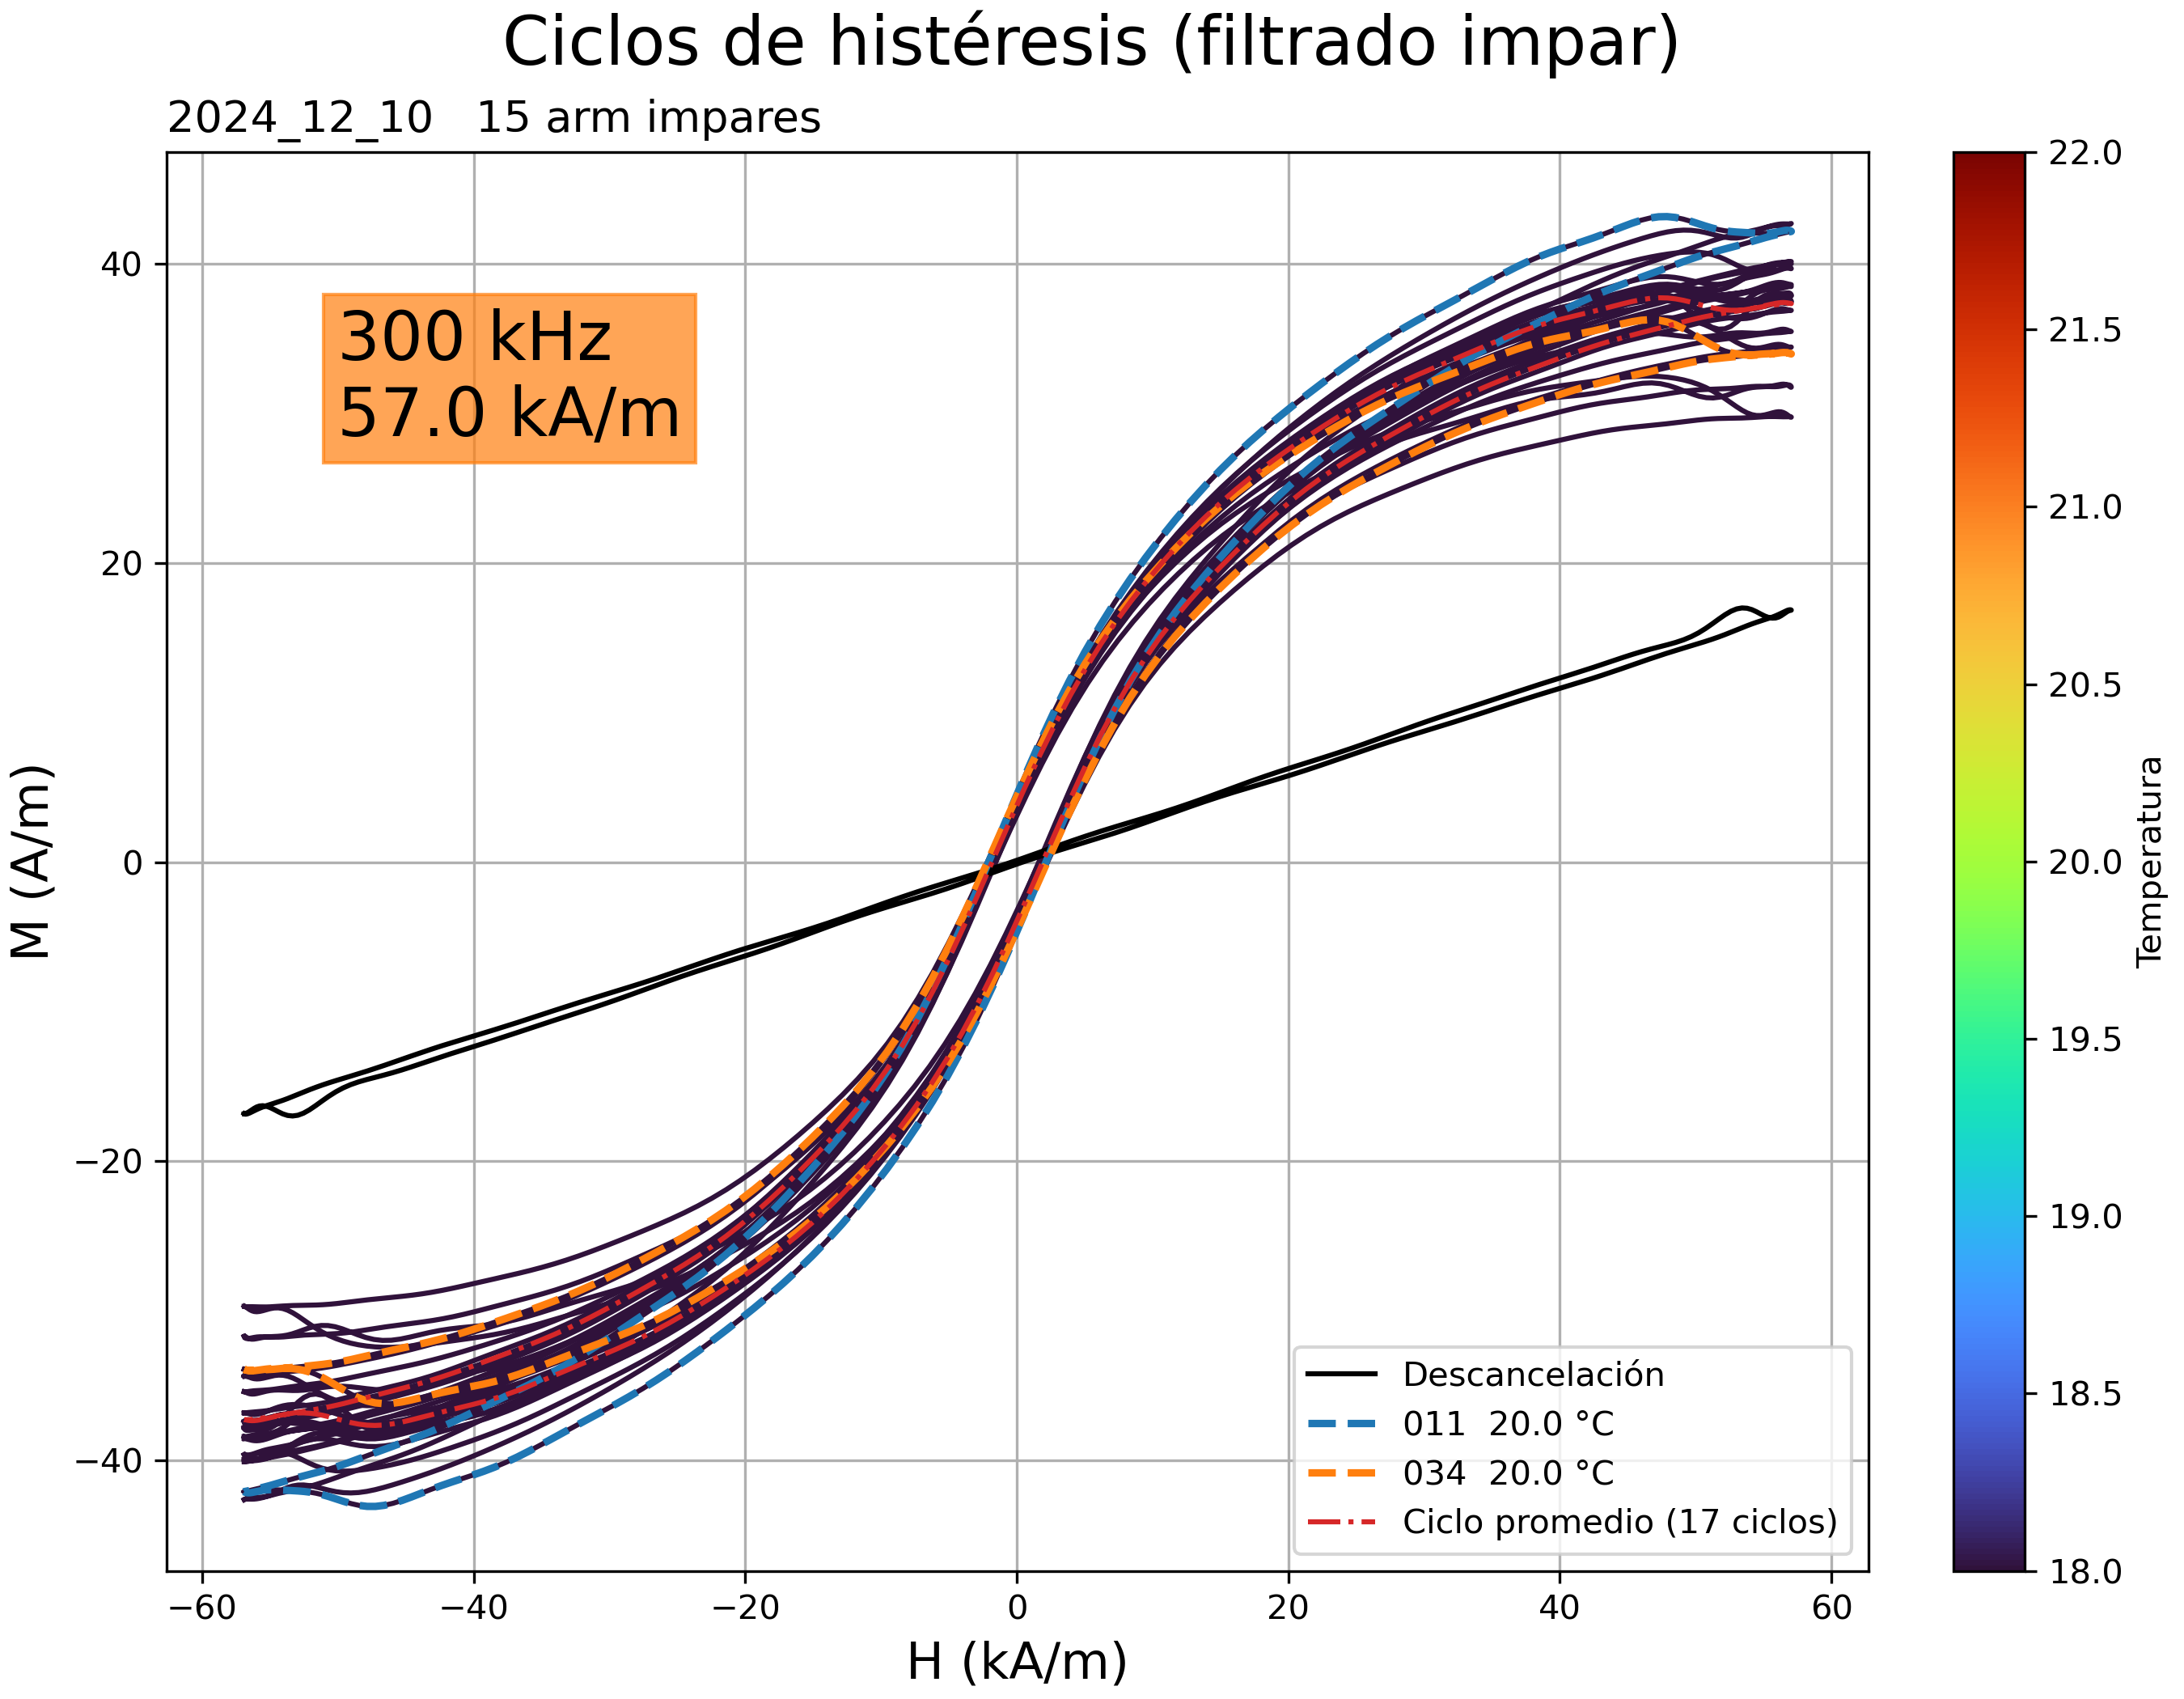 Ciclos de histéresis (filtrado impar)
2024_12_10   15 arm impares
300 kHz
57.0 kA/m
M (A/m)
40
20
0
−20
−40
−60
−40
−20
0
20
40
60
H (kA/m)
Descancelación
011  20.0 °C
034  20.0 °C
Ciclo promedio (17 ciclos)
22.0
21.5
21.0
20.5
20.0
19.5
19.0
18.5
18.0
Temperatura